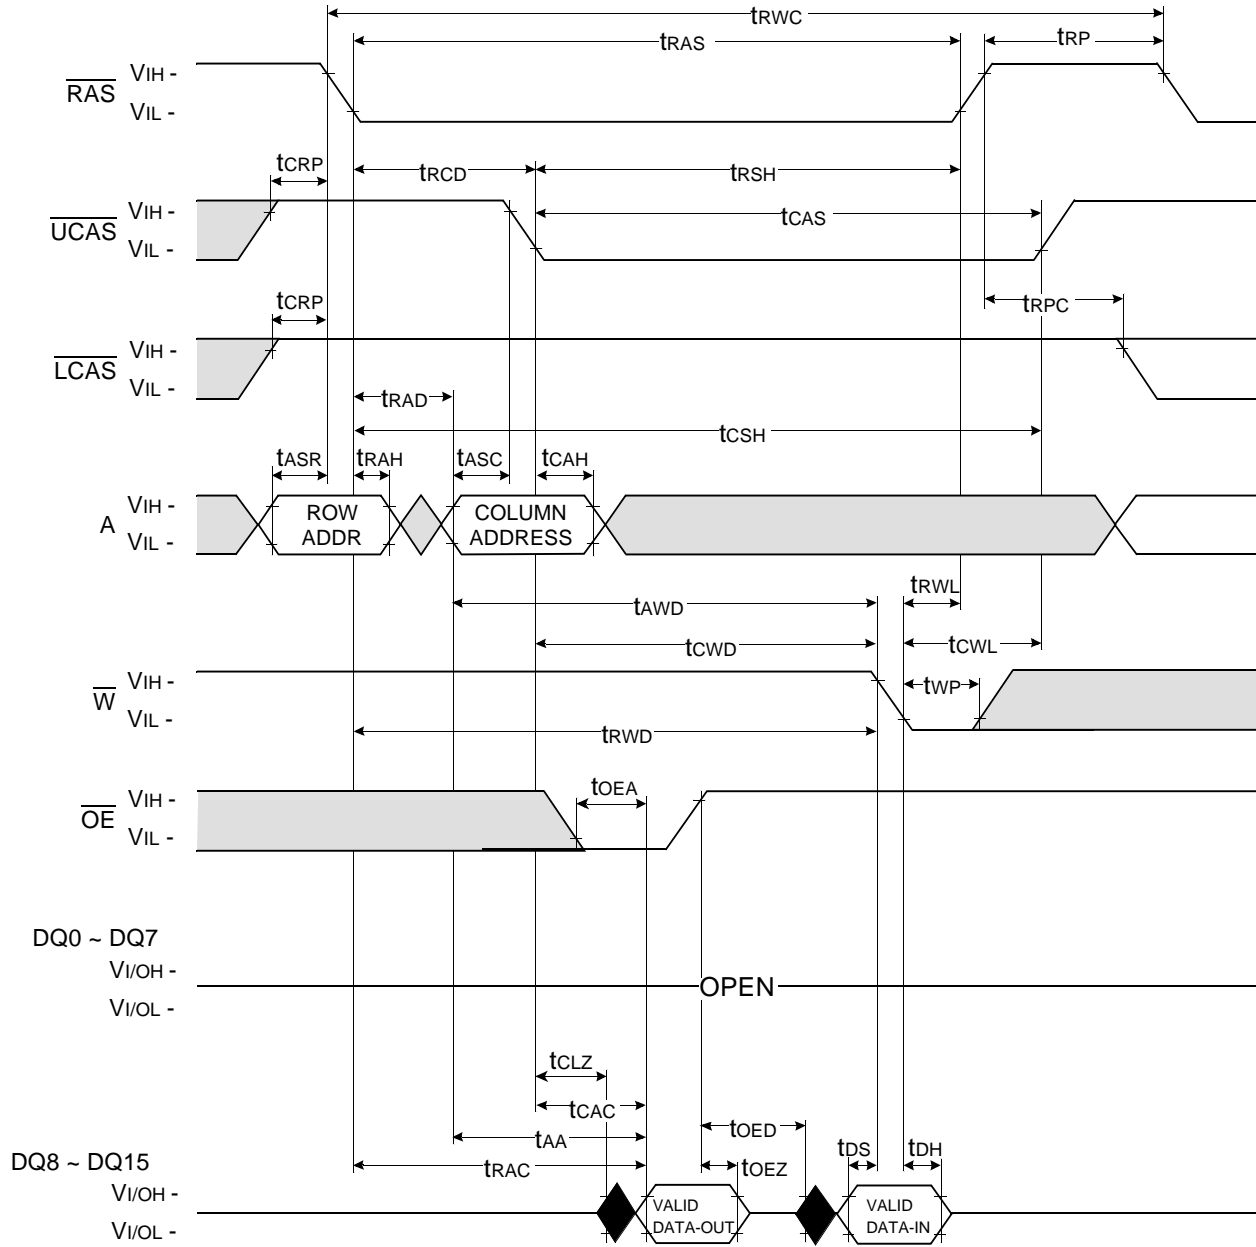 tRWC
tRAS
tRP
RAS
VIH -
VIL -
tCRP
tRCD
tRSH
UCAS
VIH -
VIL -
tCAS
tCRP
tRPC
LCAS
VIH -
VIL -
tRAD
tCSH
tASR
tRAH
tASC
tCAH
A
VIH -
VIL -
ROW
ADDR
COLUMN
ADDRESS
tRWL
tAWD
tCWD
tCWL
W
VIH -
VIL -
tWP
tRWD
OE
VIH -
VIL -
tOEA
DQ0 ~ DQ7
VI/OH -
VI/OL -
OPEN
tCLZ
tCAC
tAA
tOED
tRAC
tOEZ
tDS
tDH
DQ8 ~ DQ15
VI/OH -
VI/OL -
VALID
DATA-OUT
VALID
DATA-IN